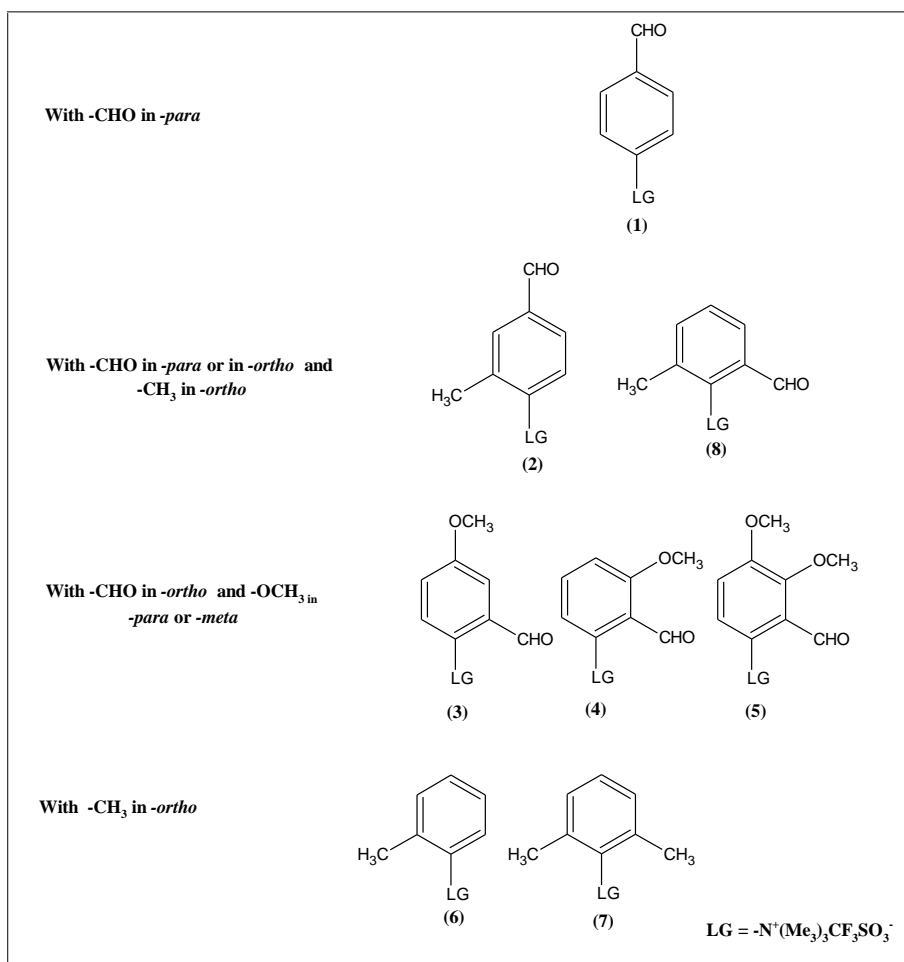 CHO
With -CHO in -para
LG
(1)
CHO
With -CHO in -para or in -ortho and
-CH₃ in -ortho
H₃C
LG
(2)
H₃C
CHO
LG
(8)
With -CHO in -ortho and -OCH₃ in
-para or -meta
OCH₃
CHO
LG
(3)
OCH₃
CHO
LG
(4)
OCH₃
OCH₃
CHO
LG
(5)
With -CH₃ in -ortho
H₃C
LG
(6)
H₃C
CH₃
LG
(7)
LG = -N⁺(Me₃)₃CF₃SO₃⁻